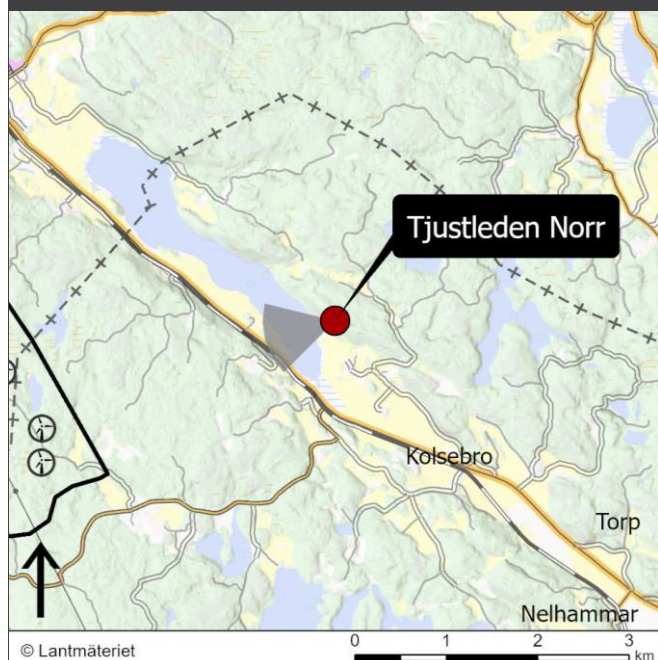 Tjustleden Norr
Kolsebro
Torp
Nelhammar
© Lantmäteriet
0 1 2 3
km